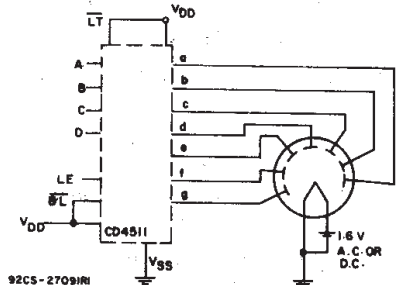 LT
VDD
A
B
C
D
LE
BL
VDD
a
b
c
d
e
f
g
CD4511
VSS
1·6 V
A.C. OR
D.C.
92CS-27091R1